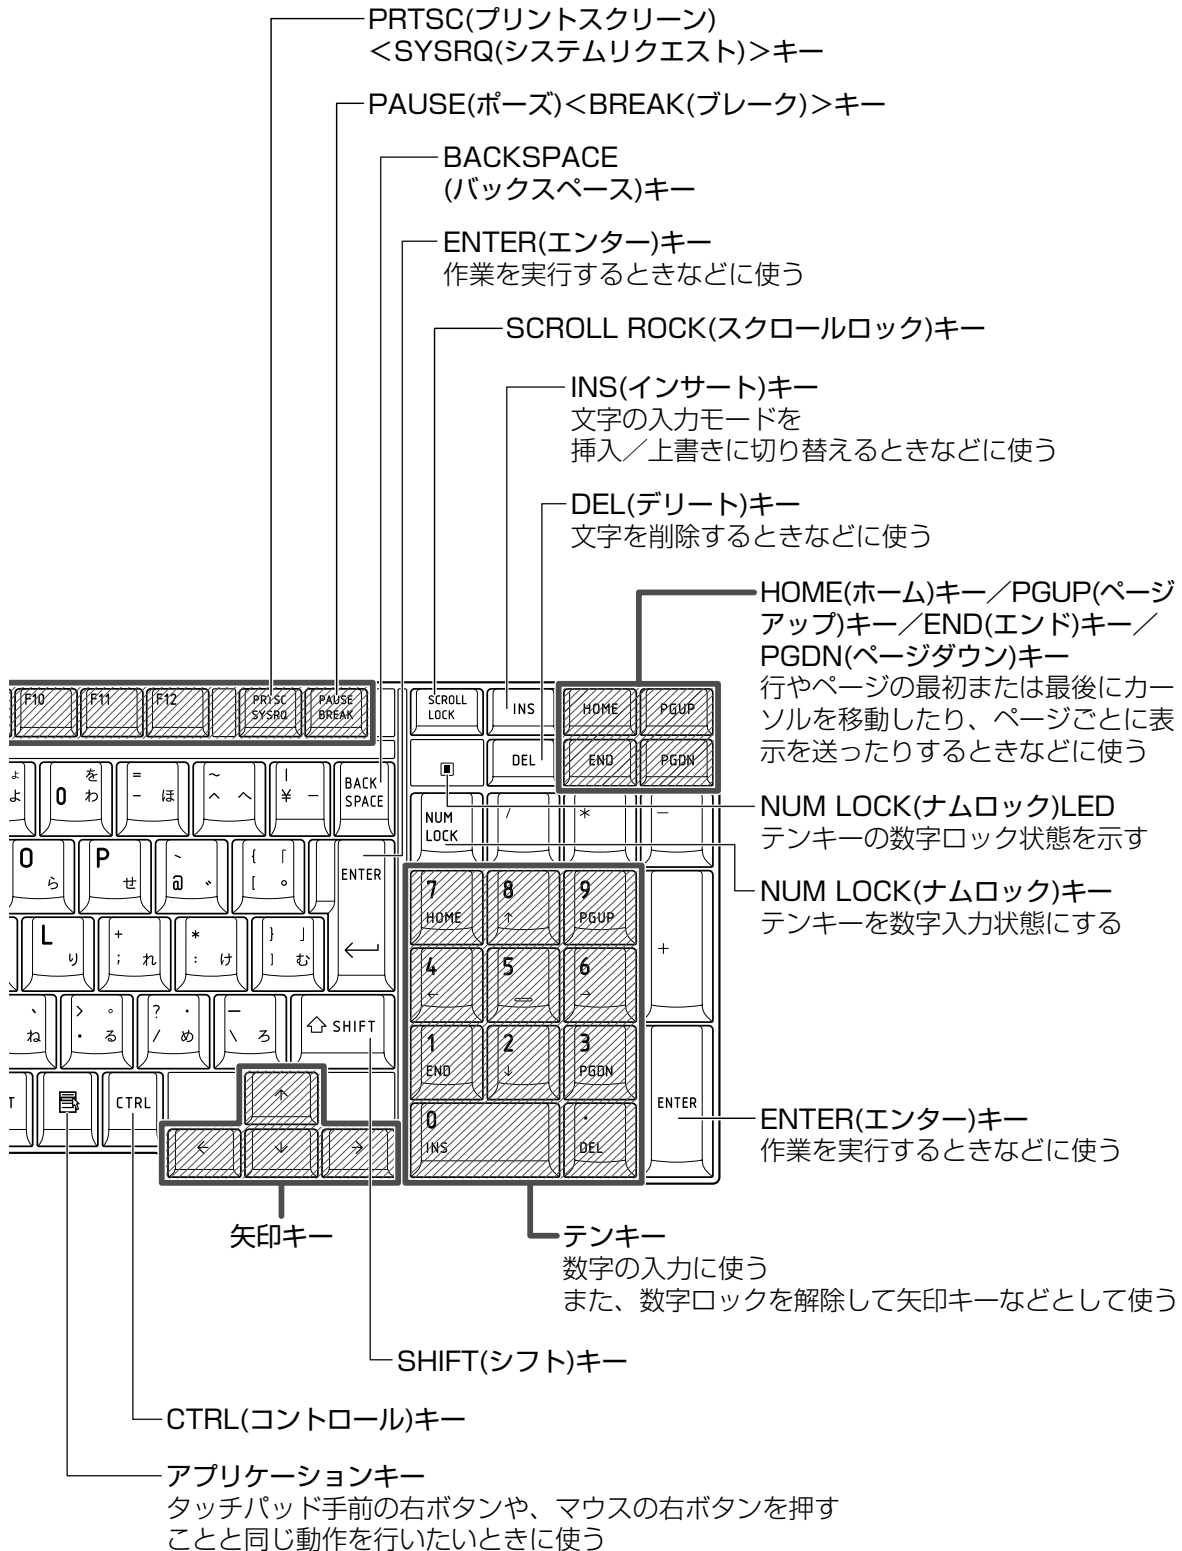 PRTSC(プリントスクリーン)
＜SYSRQ(システムリクエスト)＞キー
PAUSE(ポーズ)＜BREAK(ブレーク)＞キー
BACKSPACE
(バックスペース)キー
ENTER(エンター)キー
作業を実行するときなどに使う
SCROLL ROCK(スクロールロック)キー
INS(インサート)キー
文字の入力モードを
挿入／上書きに切り替えるときなどに使う
DEL(デリート)キー
文字を削除するときなどに使う
HOME(ホーム)キー／PGUP(ページ
アップ)キー／END(エンド)キー／
PGDN(ページダウン)キー
行やページの最初または最後にカー
ソルを移動したり、ページごとに表
示を送ったりするときなどに使う
NUM LOCK(ナムロック)LED
テンキーの数字ロック状態を示す
NUM LOCK(ナムロック)キー
テンキーを数字入力状態にする
F10 F11 F12 PRTSC PAUSE SCROLL INS HOME PGUP
SYSRQ BREAK LOCK
DEL END PGDN
ょ を = ~ | BACK
よ 0 わ - ほ ^ へ ¥ ー SPACE
NUM / * -
LOCK
O P ` { 「 ENTER 7 8 9
ら せ @ ゛ [ ゜ HOME ↑ PGUP
L + * } 」 4 5 6 +
り ; れ : け ] む ← →
、 > 。 ? ・ _ ⇧ SHIFT 1 2 3
ね . る / め \ ろ END ↓ PGDN
T CTRL ↑ 0 . ENTER
← ↓ → INS DEL
ENTER(エンター)キー
作業を実行するときなどに使う
矢印キー
テンキー
数字の入力に使う
また、数字ロックを解除して矢印キーなどとして使う
SHIFT(シフト)キー
CTRL(コントロール)キー
アプリケーションキー
タッチパッド手前の右ボタンや、マウスの右ボタンを押す
ことと同じ動作を行いたいときに使う